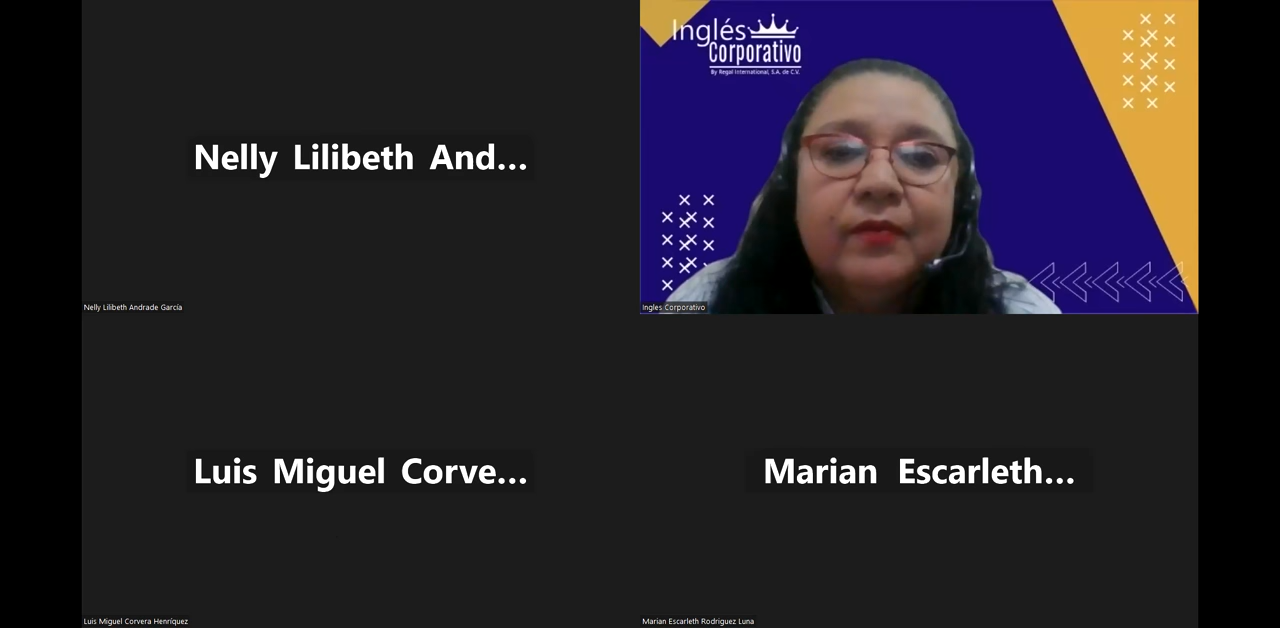 Nelly Lilibeth And...
Nelly Lilibeth Andrade García
Inglés
Corporativo
By Regal International, S.A. de C.V.
Ingles Corporativo
Luis Miguel Corve...
Luis Miguel Corvera Henríquez
Marian Escarleth...
Marian Escarleth Rodriguez Luna